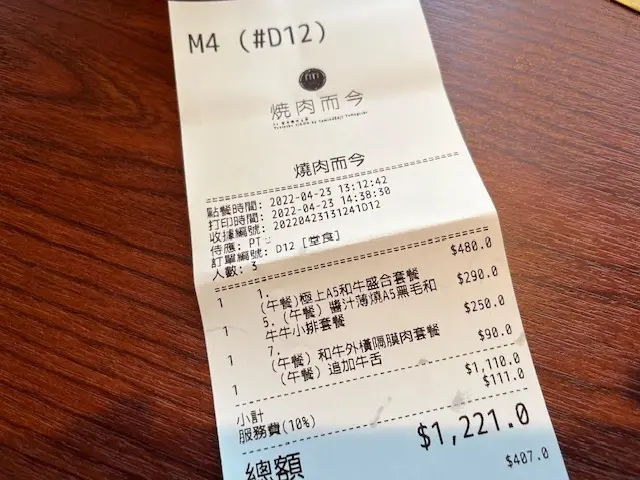 M4 (#D12)
燒肉而今
燒肉而今
點餐時間: 2022-04-23 13:12:42
打印時間: 2022-04-23 14:38:30
收據編號: 20220423131241D12
侍應: PT
訂單編號: D12 [堂食]
人數: 3
1 1. $480.0
(午餐)極上A5和牛盛合套餐
1 5. (午餐) 醬汁薄燒A5黑毛和 $290.0
牛牛小排套餐
1 7. $250.0
(午餐) 和牛外橫隔膜肉套餐
1 (午餐) 追加牛舌 $90.0
小計 $1,110.0
服務費(10%) $111.0
總額 $1,221.0
$407.0